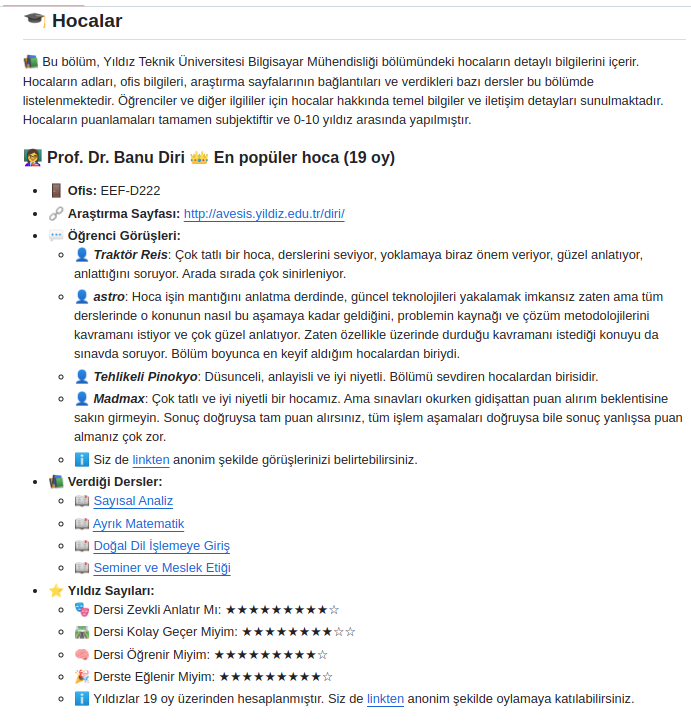 🎓 Hocalar
📚 Bu bölüm, Yıldız Teknik Üniversitesi Bilgisayar Mühendisliği bölümündeki hocaların detaylı bilgilerini içerir.
Hocaların adları, ofis bilgileri, araştırma sayfalarının bağlantıları ve verdikleri bazı dersler bu bölümde
listelenmektedir. Öğrenciler ve diğer ilgililer için hocalar hakkında temel bilgiler ve iletişim detayları sunulmaktadır.
Hocaların puanlamaları tamamen subjektiftir ve 0-10 yıldız arasında yapılmıştır.
👩‍🏫 Prof. Dr. Banu Diri 👑 En popüler hoca (19 oy)
• 🚪 Ofis: EEF-D222
• 🔗 Araştırma Sayfası: http://avesis.yildiz.edu.tr/diri/
• 💬 Öğrenci Görüşleri:
○ 👤 Traktör Reis: Çok tatlı bir hoca, derslerini seviyor, yoklamaya biraz önem veriyor, güzel anlatıyor,
anlattığını soruyor. Arada sırada çok sinirleniyor.
○ 👤 astro: Hoca işin mantığını anlatma derdinde, güncel teknolojileri yakalamak imkansız zaten ama tüm
derslerinde o konunun nasıl bu aşamaya kadar geldiğini, problemin kaynağı ve çözüm metodolojilerini
kavramanı istiyor ve çok güzel anlatıyor. Zaten özellikle üzerinde durduğu kavramanı istediği konuyu da
sınavda soruyor. Bölüm boyunca en keyif aldığım hocalardan biriydi.
○ 👤 Tehlikeli Pinokyo: Düsunceli, anlayisli ve iyi niyetli. Bölümü sevdiren hocalardan birisidir.
○ 👤 Madmax: Çok tatlı ve iyi niyetli bir hocamız. Ama sınavları okurken gidişattan puan alırım beklentisine
sakın girmeyin. Sonuç doğruysa tam puan alırsınız, tüm işlem aşamaları doğruysa bile sonuç yanlışsa puan
almanız çok zor.
○ ℹ️ Siz de linkten anonim şekilde görüşlerinizi belirtebilirsiniz.
• 📚 Verdiği Dersler:
○ 📖 Sayısal Analiz
○ 📖 Ayrık Matematik
○ 📖 Doğal Dil İşlemeye Giriş
○ 📖 Seminer ve Meslek Etiği
• ⭐ Yıldız Sayıları:
○ 🎭 Dersi Zevkli Anlatır Mı: ★★★★★★★★★☆
○ 🛣️ Dersi Kolay Geçer Miyim: ★★★★★★★★☆☆
○ 🧠 Dersi Öğrenir Miyim: ★★★★★★★★★☆
○ 🎉 Derste Eğlenir Miyim: ★★★★★★★★★☆
○ ℹ️ Yıldızlar 19 oy üzerinden hesaplanmıştır. Siz de linkten anonim şekilde oylamaya katılabilirsiniz.